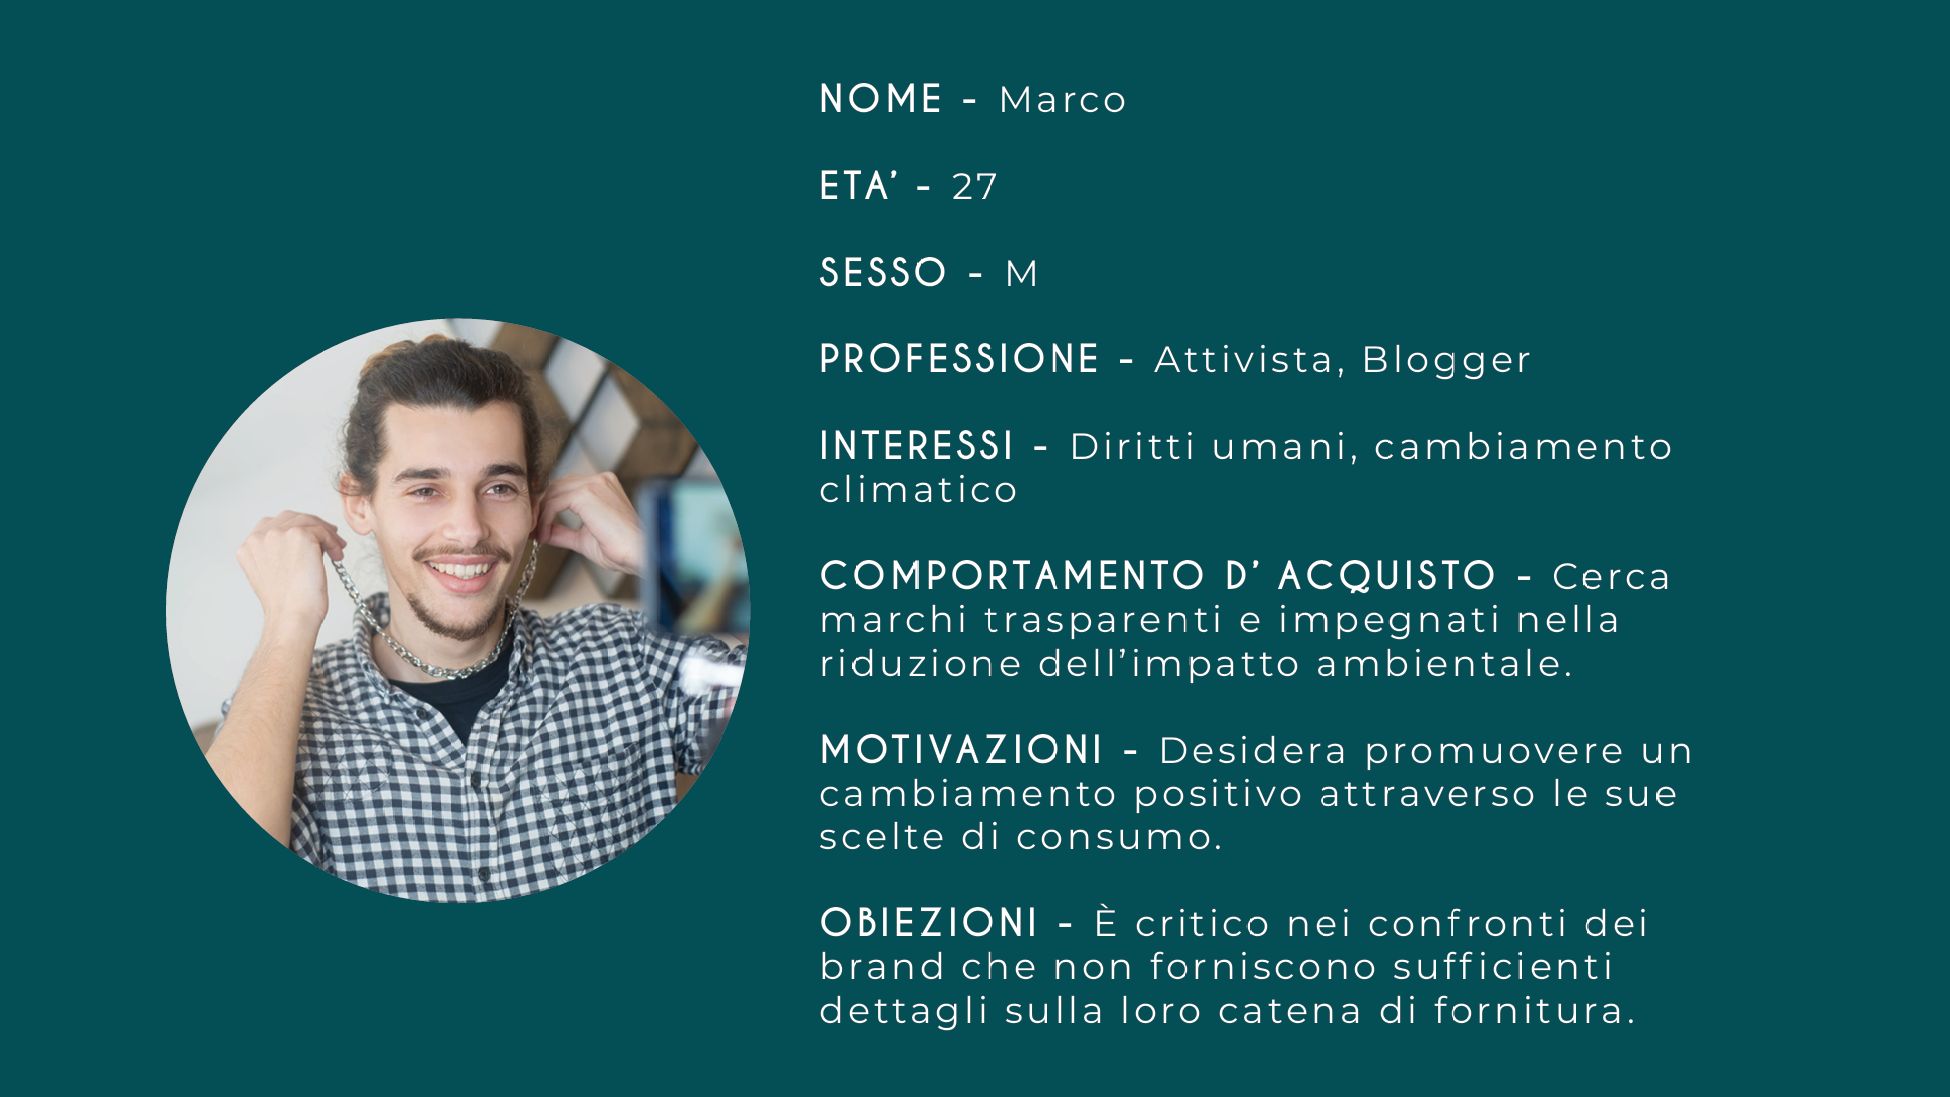 NOME - Marco
ETA’ - 27
SESSO - M
PROFESSIONE - Attivista, Blogger
INTERESSI - Diritti umani, cambiamento
climatico
COMPORTAMENTO D’ ACQUISTO - Cerca
marchi trasparenti e impegnati nella
riduzione dell’impatto ambientale.
MOTIVAZIONI - Desidera promuovere un
cambiamento positivo attraverso le sue
scelte di consumo.
OBIEZIONI - È critico nei confronti dei
brand che non forniscono sufficienti
dettagli sulla loro catena di fornitura.